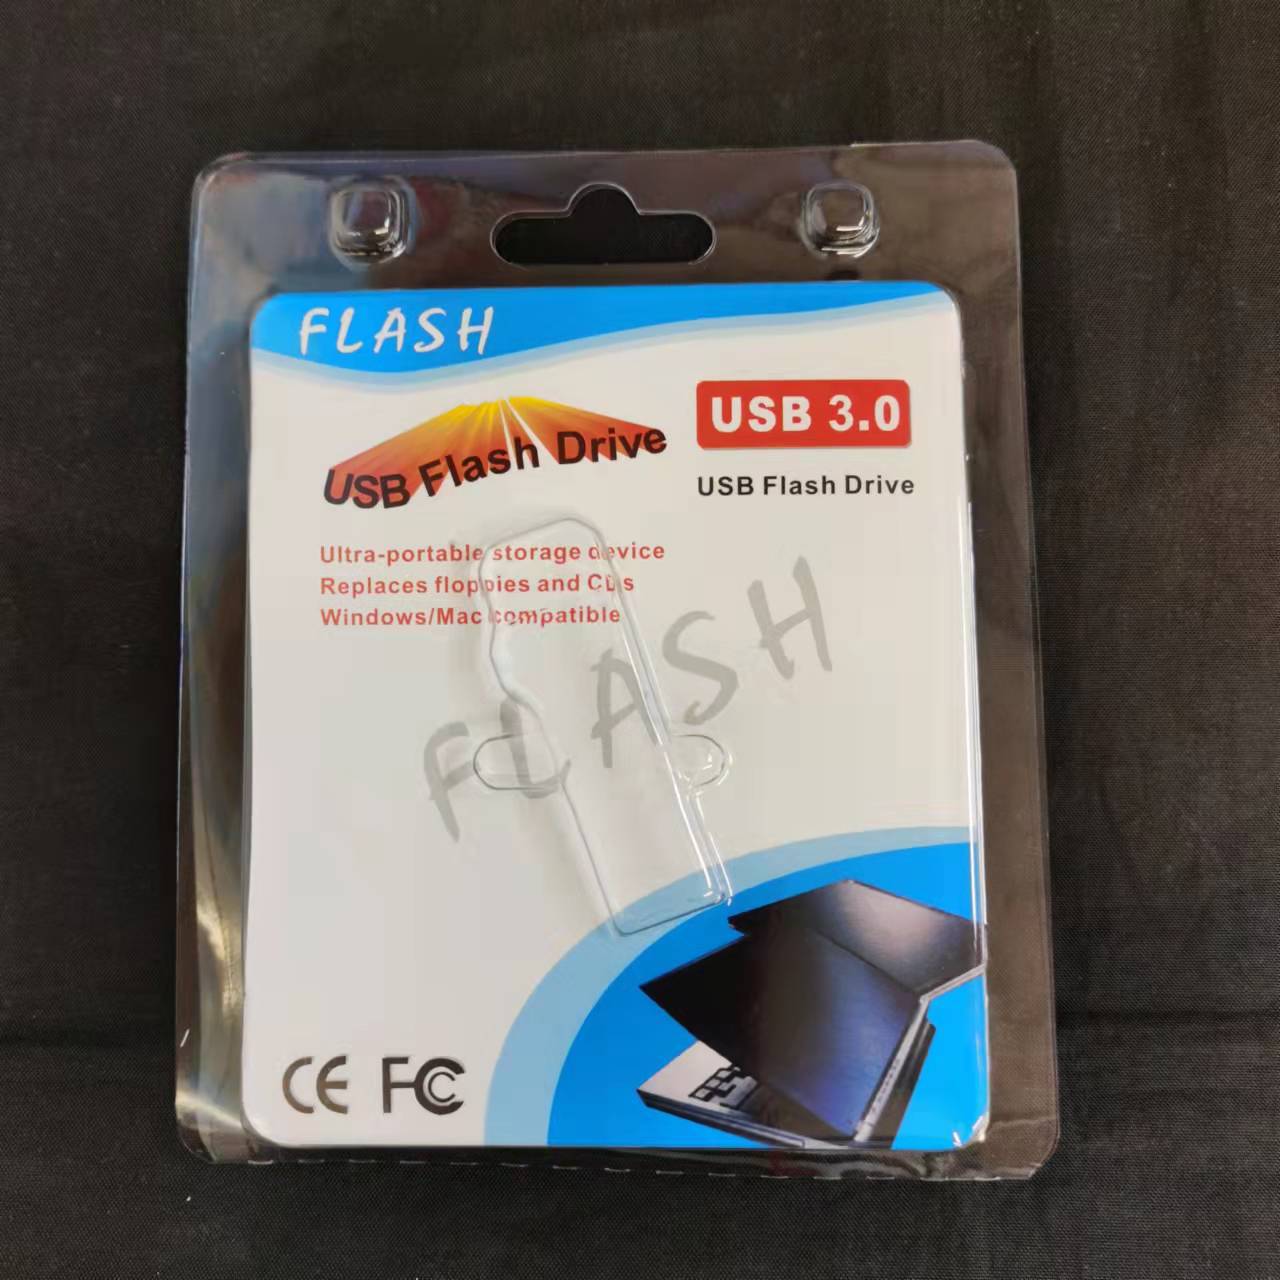 FLASH
USB Flash Drive
USB 3.0
USB Flash Drive
Ultra-portable storage device
Replaces floppies and CDs
Windows/Mac compatible
FLASH
CE FC